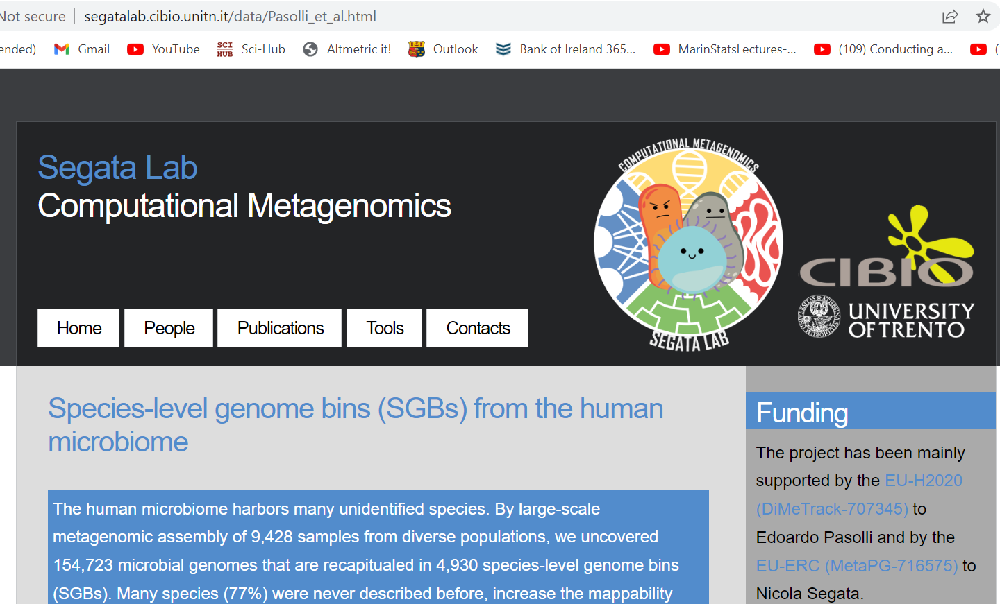 Not secure | segatalab.cibio.unitn.it/data/Pasolli_et_al.html
ended) Gmail YouTube SCI HUB Sci-Hub Altmetric it! Outlook Bank of Ireland 365... MarinStatsLectures-... (109) Conducting a... (
Segata Lab
Computational Metagenomics
COMPUTATIONAL METAGENOMICS
SEGATA LAB
CIBIO
UNIVERSITY
OF TRENTO
Home People Publications Tools Contacts
Species-level genome bins (SGBs) from the human
microbiome
The human microbiome harbors many unidentified species. By large-scale
metagenomic assembly of 9,428 samples from diverse populations, we uncovered
154,723 microbial genomes that are recapitualed in 4,930 species-level genome bins
(SGBs). Many species (77%) were never described before, increase the mappability
Funding
The project has been mainly
supported by the EU-H2020
(DiMeTrack-707345) to
Edoardo Pasolli and by the
EU-ERC (MetaPG-716575) to
Nicola Segata.